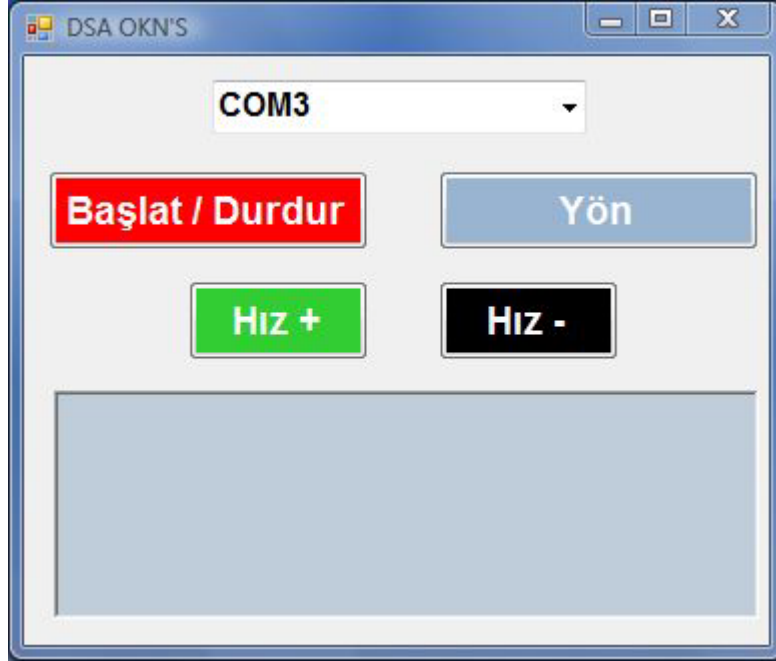 DSA OKN'S
COM3
Başlat / Durdur
Yön
Hız +
Hız -